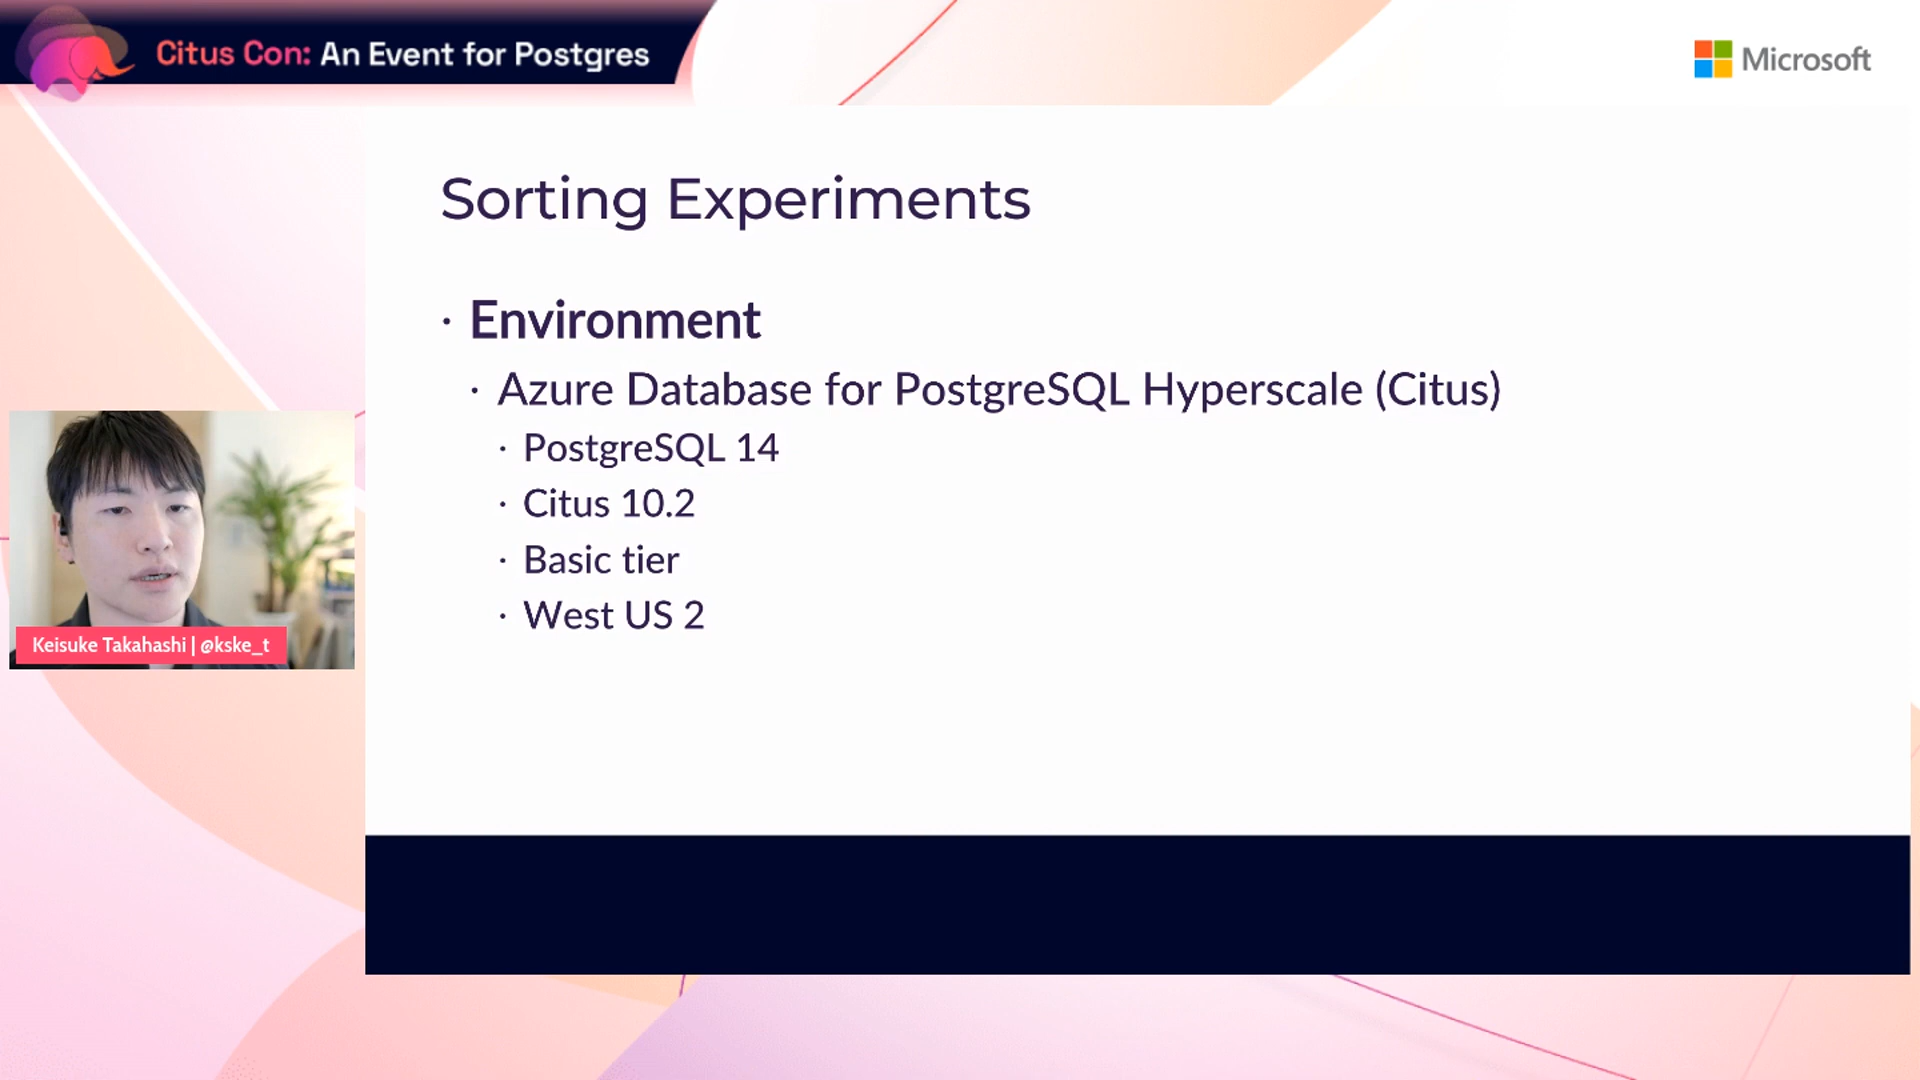 Citus Con: An Event for Postgres
Microsoft
Sorting Experiments
· Environment
· Azure Database for PostgreSQL Hyperscale (Citus)
· PostgreSQL 14
· Citus 10.2
· Basic tier
· West US 2
Keisuke Takahashi | @kske_t